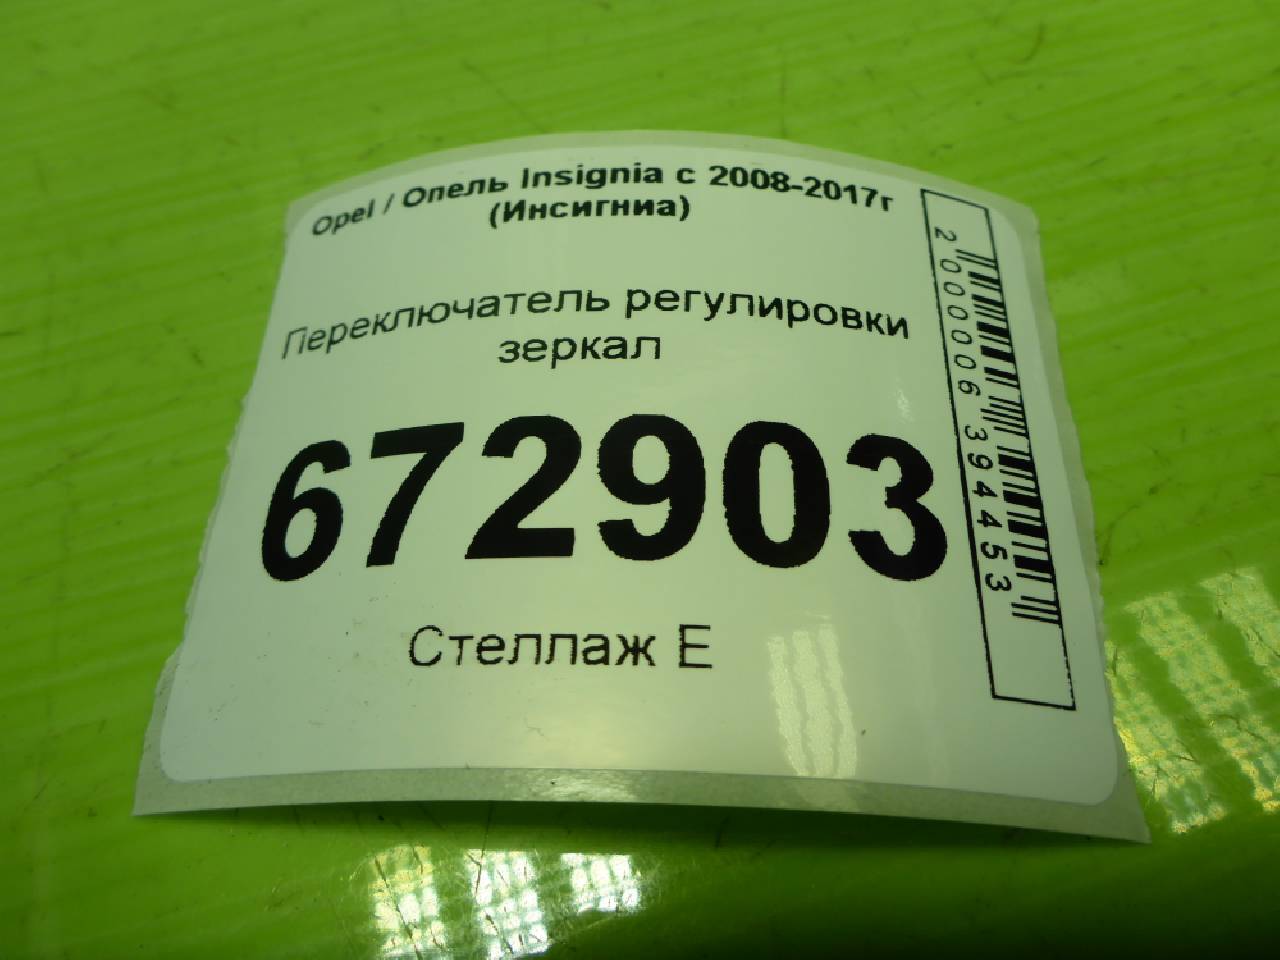 Opel / Опель Insignia с 2008-2017г
(Инсигниа)
Переключатель регулировки
зеркал
672903
Стеллаж Е
2000006394453